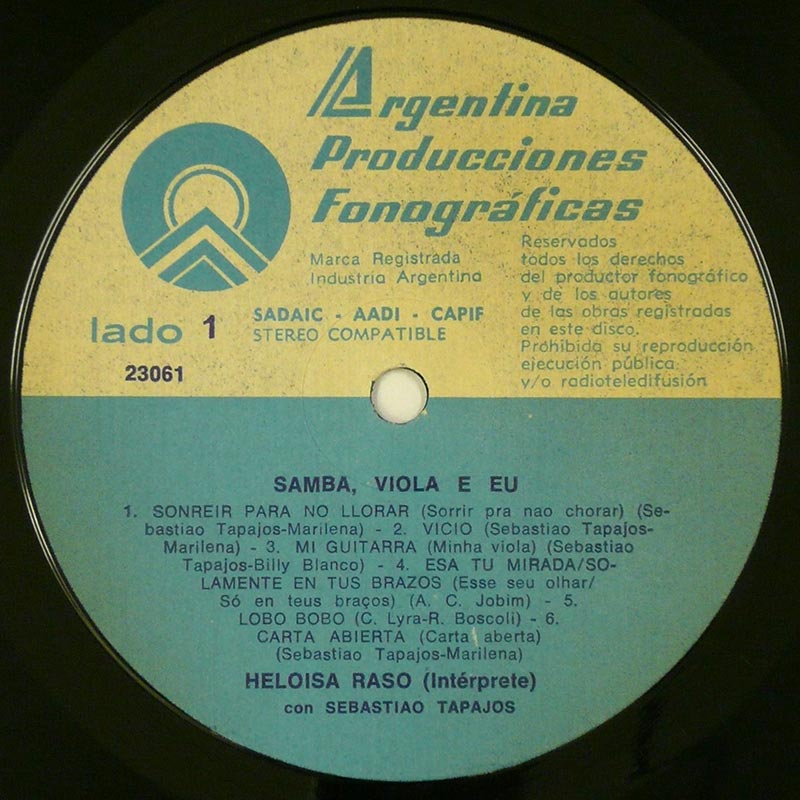 Argentina
Producciones
Fonográficas
Marca Registrada
Industria Argentina
Reservados
todos los derechos
del productor fonográfico
y de los autores
de las obras registradas
en este disco.
Prohibida su reproducción
ejecución pública
y/o radioteledifusión
SADAIC - AADI - CAPIF
STEREO COMPATIBLE
lado 1
23061
SAMBA, VIOLA E EU
1. SONREIR PARA NO LLORAR (Sorrir pra nao chorar) (Se-
bastiao Tapajos-Marilena) - 2. VICIO (Sebastiao Tapajos-
Marilena) - 3. MI GUITARRA (Minha viola) (Sebastiao
Tapajos-Billy Blanco) - 4. ESA TU MIRADA/SO-
LAMENTE EN TUS BRAZOS (Esse seu olhar/
Só en teus braços) (A. C. Jobim) - 5.
LOBO BOBO (C. Lyra-R. Boscoli) - 6.
CARTA ABIERTA (Carta aberta)
(Sebastiao Tapajos-Marilena)
HELOISA RASO (Intérprete)
con SEBASTIAO TAPAJOS